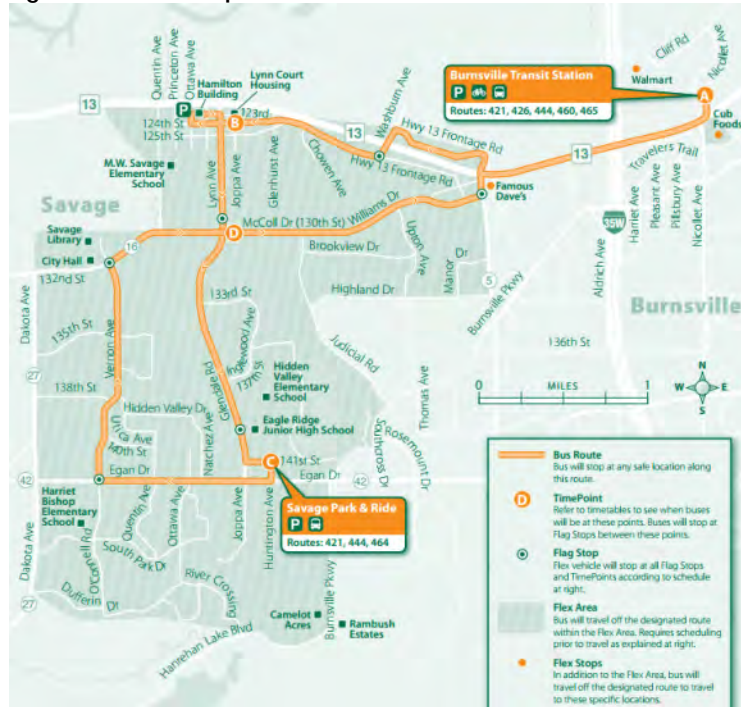 Quentin Ave
Princeton Ave
Ottawa Ave
Hamilton
Building
Lynn Court
Housing
Burnsville Transit Station
P
Routes: 421, 426, 444, 460, 465
Walmart
Cliff Rd
Nicollet Ave
A
Cub
Foods
13
P
123rd
B
124th St
125th St
Washburn Ave
13
Hwy 13 Frontage Rd
Hwy 13 Frontage Rd
13
Travelers Trail
M.W. Savage
Elementary
School
Lynn Ave
Joppa Ave
Glenhurst Ave
Chowen Ave
Famous
Dave's
35W
Harriet Ave
Pleasant Ave
Pillsbury Ave
Nicollet Ave
Aldrich Ave
Savage
McColl Dr (130th St)
Williams Dr
D
Savage
Library
16
City Hall
Brookview Dr
Upton Ave
Manor Dr
132nd St
Highland Dr
5
Burnsville Pkwy
Burnsville
Dakota Ave
133rd St
135th St
Vernon Ave
Inglewood Ave
Glendale Rd
137th St
Judicial Rd
136th St
27
138th St
Hidden
Valley
Elementary
School
Thomas Ave
0 MILES 1
N
W E
S
Hidden Valley Dr
Utica Ave
Natchez Ave
Eagle Ridge
Junior High School
Southcross Dr
Rosemount Dr
140th St
Egan Dr
C
141st St
Egan Dr
42
42
Harriet
Bishop
Elementary
School
Dakota Ave
O'Connell Rd
Quentin Ave
Ottawa Ave
Joppa Ave
Huntington Ave
Savage Park & Ride
P
Routes: 421, 444, 464
South Park Dr
River Crossing
Burnsville Pkwy
27
Dufferin Dr
Camelot
Acres
Rambush
Estates
Hanrehan Lake Blvd
Bus Route
Bus will stop at any safe location along
this route.
D
TimePoint
Refer to timetables to see when buses
will be at these points. Buses will stop at
Flag Stops between these points.
Flag Stop
Flex vehicle will stop at all Flag Stops
and TimePoints according to schedule
at right.
Flex Area
Bus will travel off the designated route
within the Flex Area. Requires scheduling
prior to travel as explained at right.
Flex Stops
In addition to the Flex Area, bus will
travel off the designated route to travel
to these specific locations.